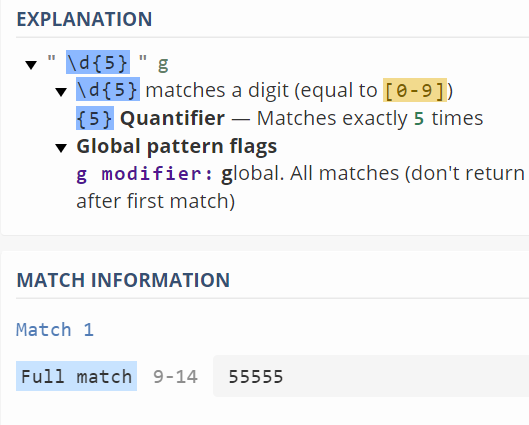 EXPLANATION
" \d{5} " g
\d{5} matches a digit (equal to [0-9])
{5} Quantifier — Matches exactly 5 times
Global pattern flags
g modifier: global. All matches (don't return
after first match)
MATCH INFORMATION
Match 1
Full match 9-14 55555